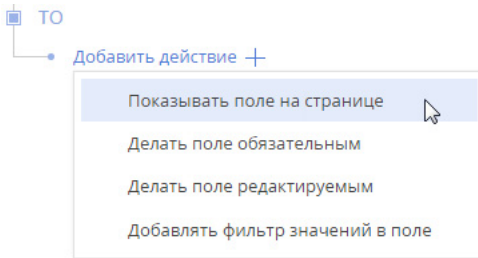 ТО
Добавить действие +
Показывать поле на странице
Делать поле обязательным
Делать поле редактируемым
Добавлять фильтр значений в поле